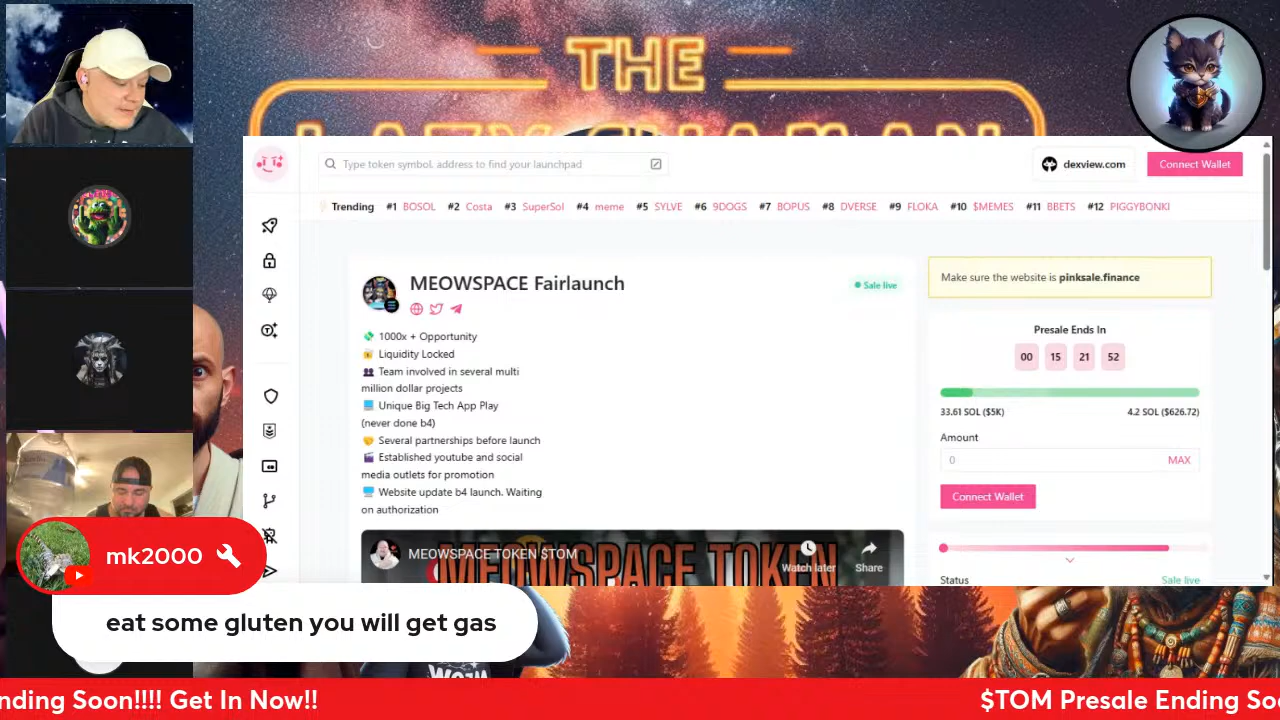 THE
LAZY SHAMAN
Type token symbol, address to find your launchpad
dexview.com
Connect Wallet
Trending #1 BOSOL #2 Costa #3 SuperSol #4 meme #5 SYLVE #6 9DOGS #7 BOPUS #8 DVERSE #9 FLOKA #10 $MEMES #11 BBETS #12 PIGGYBONKI
MEOWSPACE Fairlaunch
Sale live
1000x + Opportunity
Liquidity Locked
Team involved in several multi
million dollar projects
Unique Big Tech App Play
(never done b4)
Several partnerships before launch
Established youtube and social
media outlets for promotion
Website update b4 launch. Waiting
on authorization
MEOWSPACE TOKEN $TOM
MEOWSPACE TOKEN
Watch later
Share
Make sure the website is pinksale.finance
Presale Ends In
00 15 21 52
33.61 SOL ($5K) 4.2 SOL ($626.72)
Amount
0 MAX
Connect Wallet
Status Sale live
mk2000
eat some gluten you will get gas
nding Soon!!!! Get In Now!! $TOM Presale Ending Soo